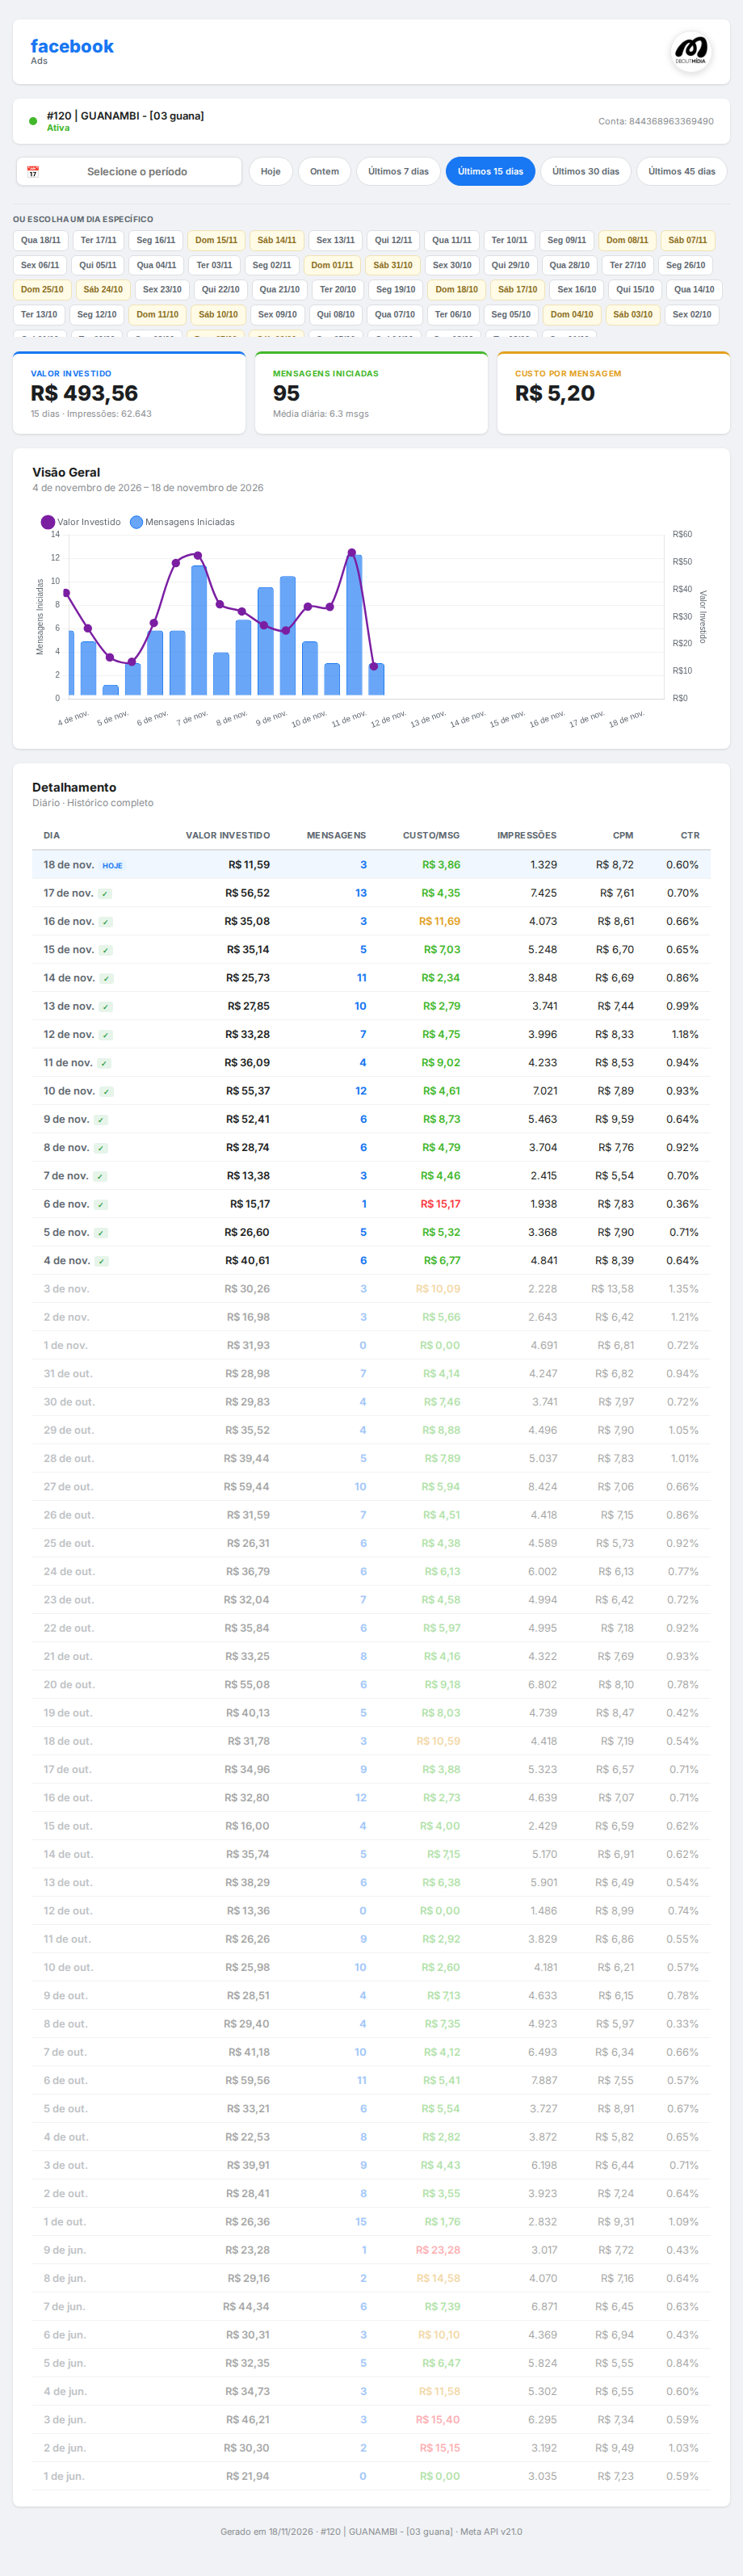 facebook
Ads
DBOUTMÍDIA
#120 | GUANAMBI - [03 guana]
Ativa
Conta: 844368963369490
Selecione o período
Hoje
Ontem
Últimos 7 dias
Últimos 15 dias
Últimos 30 dias
Últimos 45 dias
OU ESCOLHA UM DIA ESPECÍFICO
Qua 18/11 Ter 17/11 Seg 16/11 Dom 15/11 Sáb 14/11 Sex 13/11 Qui 12/11 Qua 11/11 Ter 10/11 Seg 09/11 Dom 08/11 Sáb 07/11
Sex 06/11 Qui 05/11 Qua 04/11 Ter 03/11 Seg 02/11 Dom 01/11 Sáb 31/10 Sex 30/10 Qui 29/10 Qua 28/10 Ter 27/10 Seg 26/10
Dom 25/10 Sáb 24/10 Sex 23/10 Qui 22/10 Qua 21/10 Ter 20/10 Seg 19/10 Dom 18/10 Sáb 17/10 Sex 16/10 Qui 15/10 Qua 14/10
Ter 13/10 Seg 12/10 Dom 11/10 Sáb 10/10 Sex 09/10 Qui 08/10 Qua 07/10 Ter 06/10 Seg 05/10 Dom 04/10 Sáb 03/10 Sex 02/10
VALOR INVESTIDO
R$ 493,56
15 dias · Impressões: 62.643
MENSAGENS INICIADAS
95
Média diária: 6.3 msgs
CUSTO POR MENSAGEM
R$ 5,20
Visão Geral
4 de novembro de 2026 – 18 de novembro de 2026
Valor Investido Mensagens Iniciadas
Mensagens Iniciadas
14
12
10
8
6
4
2
0
R$60
R$50
R$40
R$30
R$20
R$10
R$0
Valor Investido
4 de nov. 5 de nov. 6 de nov. 7 de nov. 8 de nov. 9 de nov. 10 de nov. 11 de nov. 12 de nov. 13 de nov. 14 de nov. 15 de nov. 16 de nov. 17 de nov. 18 de nov.
Detalhamento
Diário · Histórico completo
DIA VALOR INVESTIDO MENSAGENS CUSTO/MSG IMPRESSÕES CPM CTR
18 de nov. HOJE R$ 11,59 3 R$ 3,86 1.329 R$ 8,72 0.60%
17 de nov. ✓ R$ 56,52 13 R$ 4,35 7.425 R$ 7,61 0.70%
16 de nov. ✓ R$ 35,08 3 R$ 11,69 4.073 R$ 8,61 0.66%
15 de nov. ✓ R$ 35,14 5 R$ 7,03 5.248 R$ 6,70 0.65%
14 de nov. ✓ R$ 25,73 11 R$ 2,34 3.848 R$ 6,69 0.86%
13 de nov. ✓ R$ 27,85 10 R$ 2,79 3.741 R$ 7,44 0.99%
12 de nov. ✓ R$ 33,28 7 R$ 4,75 3.996 R$ 8,33 1.18%
11 de nov. ✓ R$ 36,09 4 R$ 9,02 4.233 R$ 8,53 0.94%
10 de nov. ✓ R$ 55,37 12 R$ 4,61 7.021 R$ 7,89 0.93%
9 de nov. ✓ R$ 52,41 6 R$ 8,73 5.463 R$ 9,59 0.64%
8 de nov. ✓ R$ 28,74 6 R$ 4,79 3.704 R$ 7,76 0.92%
7 de nov. ✓ R$ 13,38 3 R$ 4,46 2.415 R$ 5,54 0.70%
6 de nov. ✓ R$ 15,17 1 R$ 15,17 1.938 R$ 7,83 0.36%
5 de nov. ✓ R$ 26,60 5 R$ 5,32 3.368 R$ 7,90 0.71%
4 de nov. ✓ R$ 40,61 6 R$ 6,77 4.841 R$ 8,39 0.64%
3 de nov. R$ 30,26 3 R$ 10,09 2.228 R$ 13,58 1.35%
2 de nov. R$ 16,98 3 R$ 5,66 2.643 R$ 6,42 1.21%
1 de nov. R$ 31,93 0 R$ 0,00 4.691 R$ 6,81 0.72%
31 de out. R$ 28,98 7 R$ 4,14 4.247 R$ 6,82 0.94%
30 de out. R$ 29,83 4 R$ 7,46 3.741 R$ 7,97 0.72%
29 de out. R$ 35,52 4 R$ 8,88 4.496 R$ 7,90 1.05%
28 de out. R$ 39,44 5 R$ 7,89 5.037 R$ 7,83 1.01%
27 de out. R$ 59,44 10 R$ 5,94 8.424 R$ 7,06 0.66%
26 de out. R$ 31,59 7 R$ 4,51 4.418 R$ 7,15 0.86%
25 de out. R$ 26,31 6 R$ 4,38 4.589 R$ 5,73 0.92%
24 de out. R$ 36,79 6 R$ 6,13 6.002 R$ 6,13 0.77%
23 de out. R$ 32,04 7 R$ 4,58 4.994 R$ 6,42 0.72%
22 de out. R$ 35,84 6 R$ 5,97 4.995 R$ 7,18 0.92%
21 de out. R$ 33,25 8 R$ 4,16 4.322 R$ 7,69 0.93%
20 de out. R$ 55,08 6 R$ 9,18 6.802 R$ 8,10 0.78%
19 de out. R$ 40,13 5 R$ 8,03 4.739 R$ 8,47 0.42%
18 de out. R$ 31,78 3 R$ 10,59 4.418 R$ 7,19 0.54%
17 de out. R$ 34,96 9 R$ 3,88 5.323 R$ 6,57 0.71%
16 de out. R$ 32,80 12 R$ 2,73 4.639 R$ 7,07 0.71%
15 de out. R$ 16,00 4 R$ 4,00 2.429 R$ 6,59 0.62%
14 de out. R$ 35,74 5 R$ 7,15 5.170 R$ 6,91 0.62%
13 de out. R$ 38,29 6 R$ 6,38 5.901 R$ 6,49 0.54%
12 de out. R$ 13,36 0 R$ 0,00 1.486 R$ 8,99 0.74%
11 de out. R$ 26,26 9 R$ 2,92 3.829 R$ 6,86 0.55%
10 de out. R$ 25,98 10 R$ 2,60 4.181 R$ 6,21 0.57%
9 de out. R$ 28,51 4 R$ 7,13 4.633 R$ 6,15 0.78%
8 de out. R$ 29,40 4 R$ 7,35 4.923 R$ 5,97 0.33%
7 de out. R$ 41,18 10 R$ 4,12 6.493 R$ 6,34 0.66%
6 de out. R$ 59,56 11 R$ 5,41 7.887 R$ 7,55 0.57%
5 de out. R$ 33,21 6 R$ 5,54 3.727 R$ 8,91 0.67%
4 de out. R$ 22,53 8 R$ 2,82 3.872 R$ 5,82 0.65%
3 de out. R$ 39,91 9 R$ 4,43 6.198 R$ 6,44 0.71%
2 de out. R$ 28,41 8 R$ 3,55 3.923 R$ 7,24 0.64%
1 de out. R$ 26,36 15 R$ 1,76 2.832 R$ 9,31 1.09%
9 de jun. R$ 23,28 1 R$ 23,28 3.017 R$ 7,72 0.43%
8 de jun. R$ 29,16 2 R$ 14,58 4.070 R$ 7,16 0.64%
7 de jun. R$ 44,34 6 R$ 7,39 6.871 R$ 6,45 0.63%
6 de jun. R$ 30,31 3 R$ 10,10 4.369 R$ 6,94 0.43%
5 de jun. R$ 32,35 5 R$ 6,47 5.824 R$ 5,55 0.84%
4 de jun. R$ 34,73 3 R$ 11,58 5.302 R$ 6,55 0.60%
3 de jun. R$ 46,21 3 R$ 15,40 6.295 R$ 7,34 0.59%
2 de jun. R$ 30,30 2 R$ 15,15 3.192 R$ 9,49 1.03%
1 de jun. R$ 21,94 0 R$ 0,00 3.035 R$ 7,23 0.59%
Gerado em 18/11/2026 · #120 | GUANAMBI - [03 guana] · Meta API v21.0